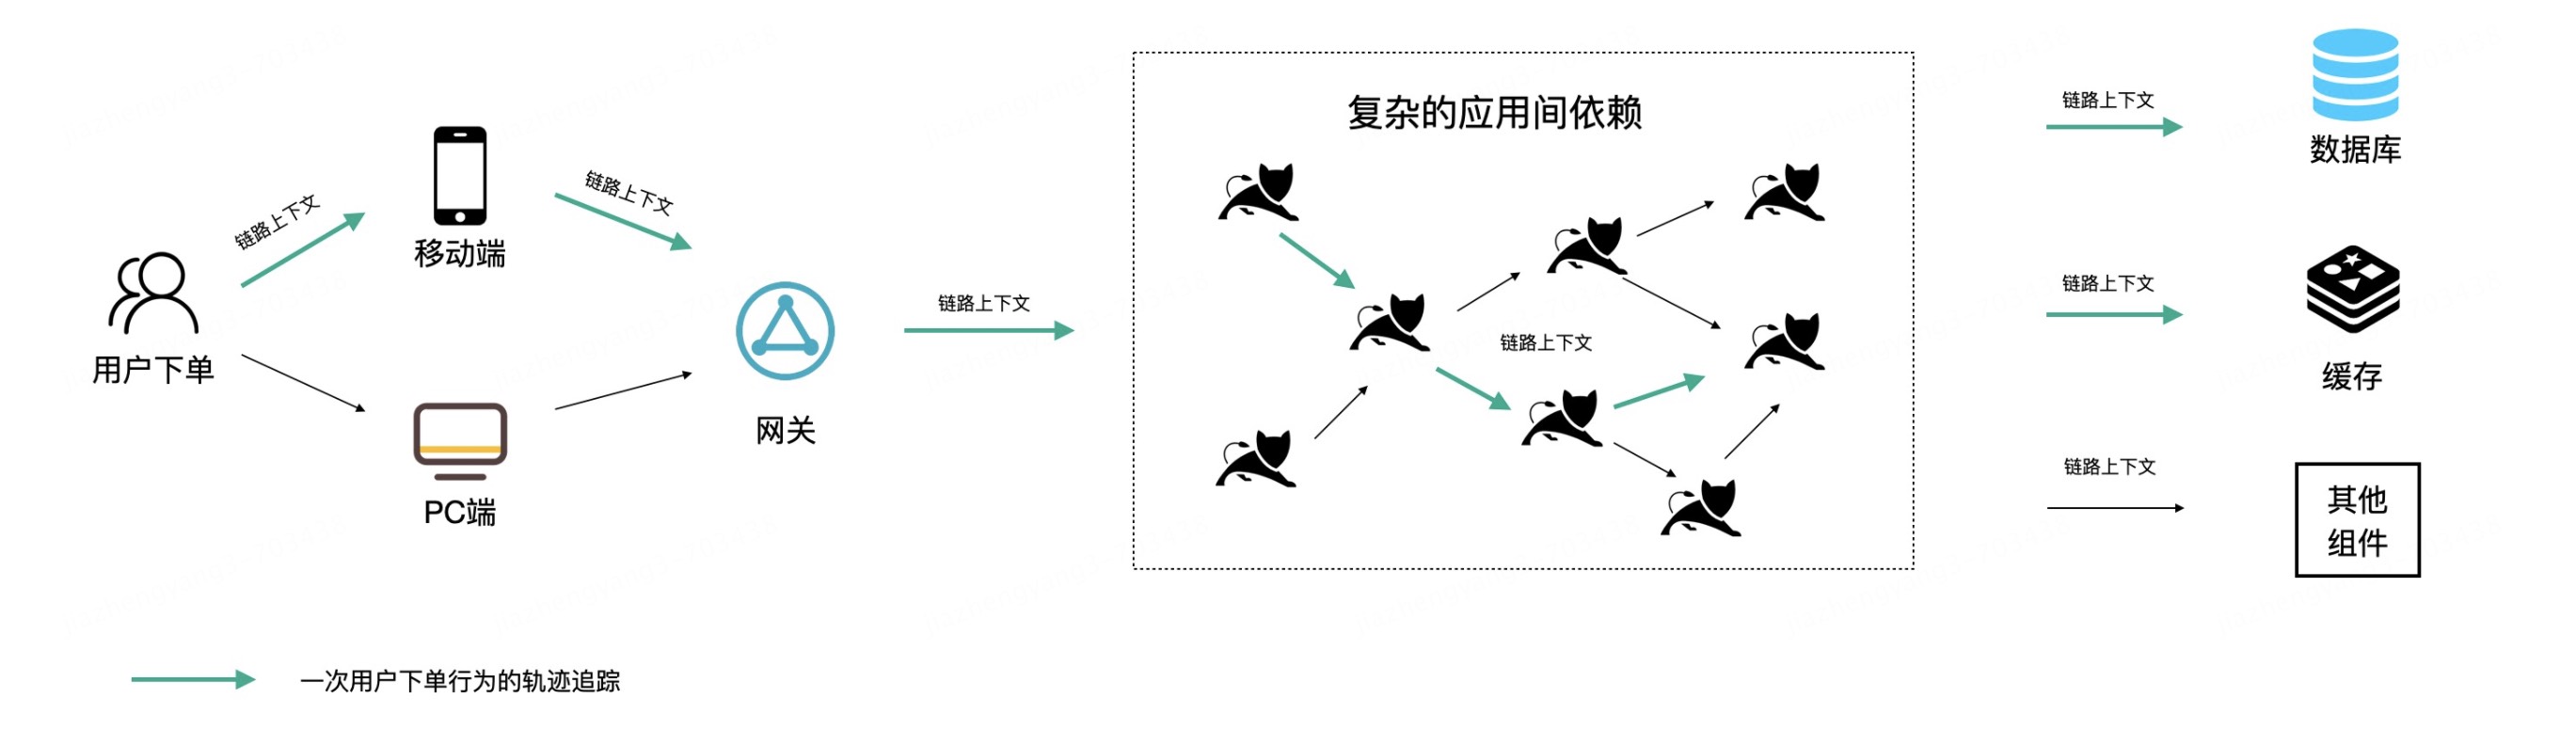 复杂的应用间依赖
链路上下文
数据库
链路上下文
移动端
链路上下文
用户下单
链路上下文
网关
PC端
链路上下文
链路上下文
缓存
链路上下文
其他
组件
一次用户下单行为的轨迹追踪